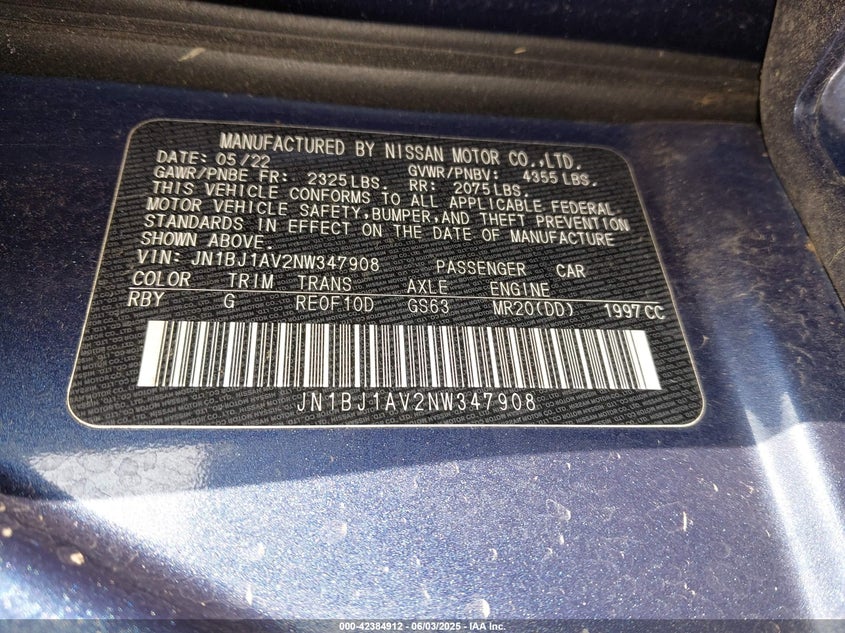 MANUFACTURED BY NISSAN MOTOR CO.,LTD.
DATE: 05/22 GVWR/PNBV: 4355 LBS.
GAWR/PNBE FR: 2325 LBS. RR: 2075 LBS.
THIS VEHICLE CONFORMS TO ALL APPLICABLE FEDERAL
MOTOR VEHICLE SAFETY, BUMPER, AND THEFT PREVENTION
STANDARDS IN EFFECT ON THE DATE OF MANUFACTURE
SHOWN ABOVE.
VIN: JN1BJ1AV2NW347908 PASSENGER CAR
COLOR TRIM TRANS AXLE ENGINE
RBY G RE0F10D GS63 MR20(DD) 1997 CC
JN1BJ1AV2NW347908
000-42384912 - 06/03/2025 - IAA Inc.